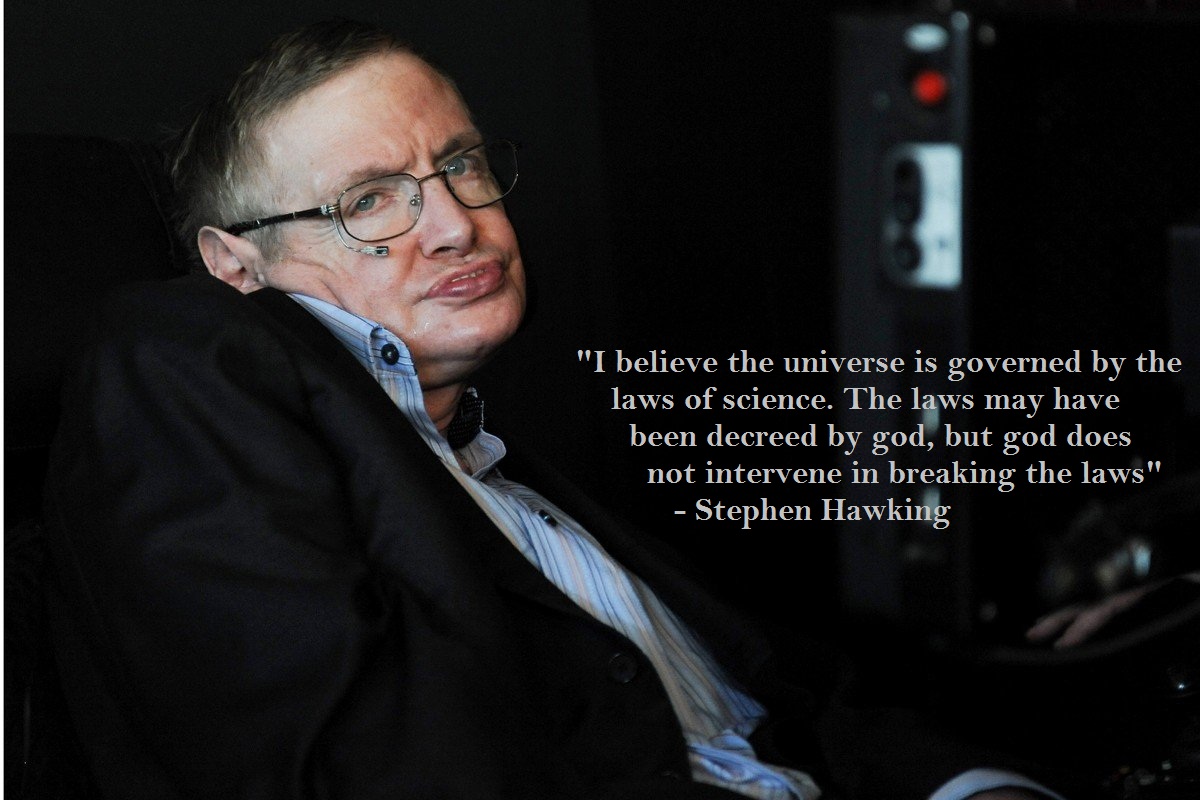 "I believe the universe is governed by the
laws of science. The laws may have
been decreed by god, but god does
not intervene in breaking the laws"
- Stephen Hawking